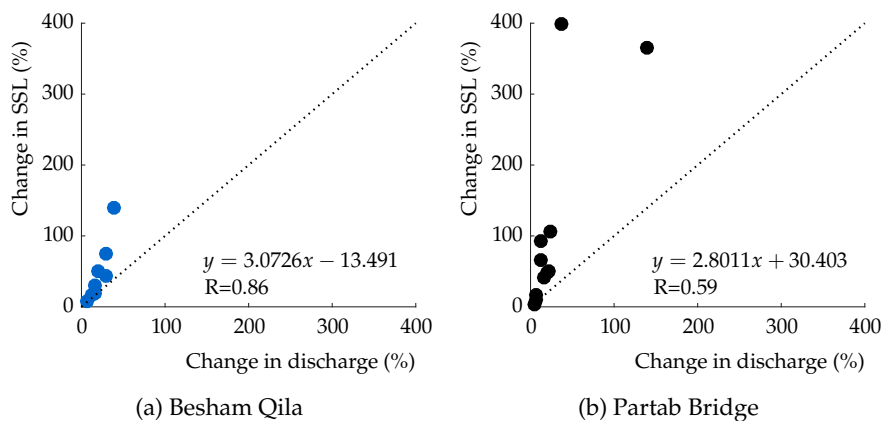 400
300
200
100
0
Change in SSL (%)
y = 3.0726x − 13.491
R=0.86
0 100 200 300 400
Change in discharge (%)
(a) Besham Qila
400
300
200
100
0
Change in SSL (%)
y = 2.8011x + 30.403
R=0.59
0 100 200 300 400
Change in discharge (%)
(b) Partab Bridge